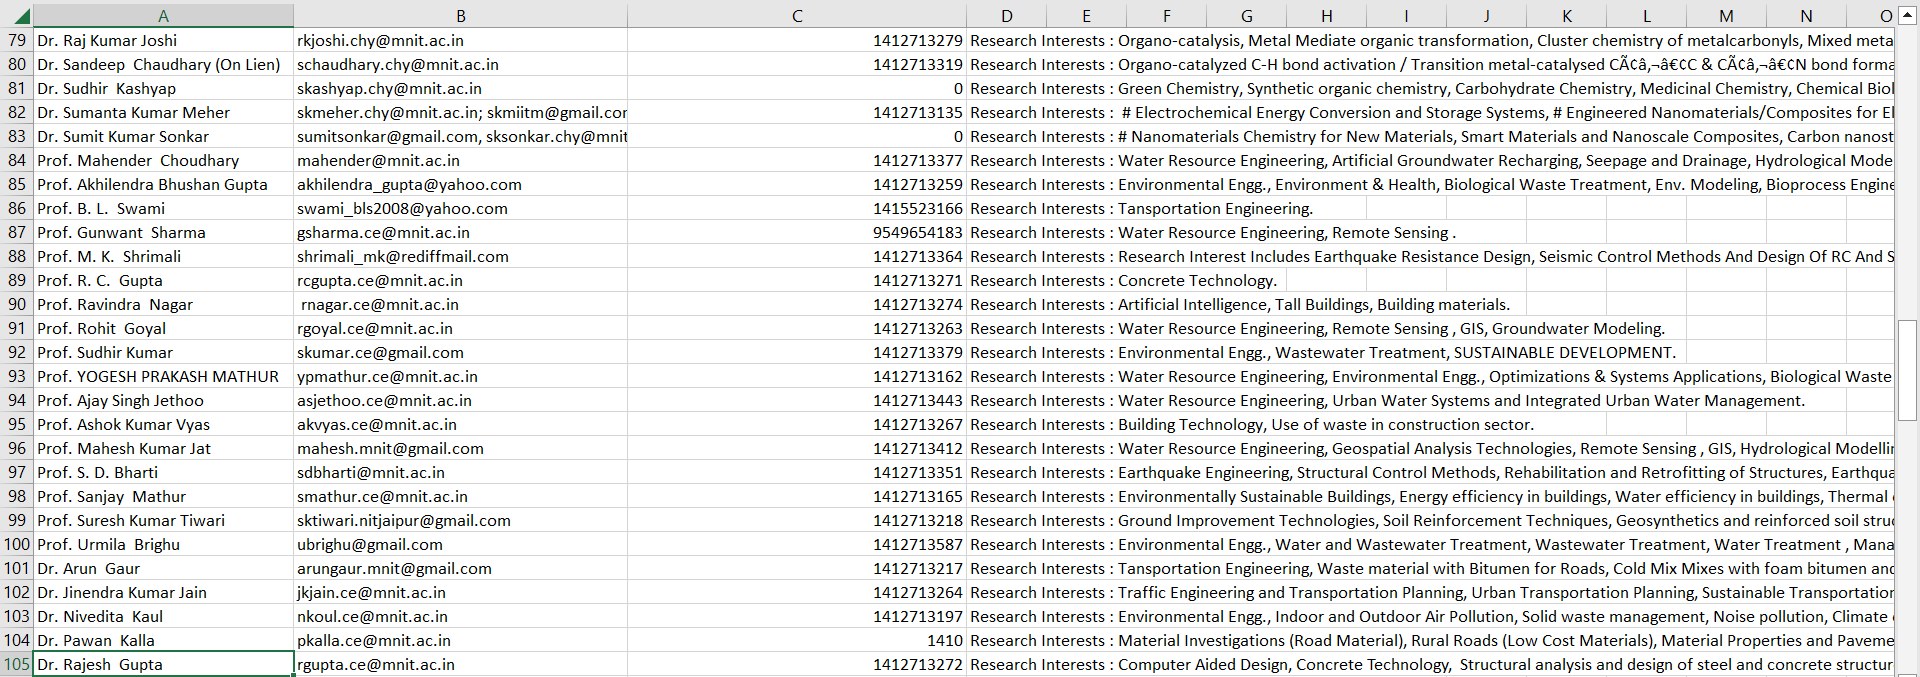 A B C D E F G H I J K L M N O
79 Dr. Raj Kumar Joshi rkjoshi.chy@mnit.ac.in 1412713279 Research Interests : Organo-catalysis, Metal Mediate organic transformation, Cluster chemistry of metalcarbonyls, Mixed meta
80 Dr. Sandeep  Chaudhary (On Lien) schaudhary.chy@mnit.ac.in 1412713319 Research Interests : Organo-catalyzed C-H bond activation / Transition metal-catalysed CÃ¢â‚¬â€¢C & CÃ¢â‚¬â€¢N bond forma
81 Dr. Sudhir  Kashyap skashyap.chy@mnit.ac.in 0 Research Interests : Green Chemistry, Synthetic organic chemistry, Carbohydrate Chemistry, Medicinal Chemistry, Chemical Biol
82 Dr. Sumanta Kumar Meher skmeher.chy@mnit.ac.in; skmiitm@gmail.cor 1412713135 Research Interests :  # Electrochemical Energy Conversion and Storage Systems, # Engineered Nanomaterials/Composites for El
83 Dr. Sumit Kumar Sonkar sumitsonkar@gmail.com, sksonkar.chy@mnit 0 Research Interests : # Nanomaterials Chemistry for New Materials, Smart Materials and Nanoscale Composites, Carbon nanost
84 Prof. Mahender  Choudhary mahender@mnit.ac.in 1412713377 Research Interests : Water Resource Engineering, Artificial Groundwater Recharging, Seepage and Drainage, Hydrological Mode
85 Prof. Akhilendra Bhushan Gupta akhilendra_gupta@yahoo.com 1412713259 Research Interests : Environmental Engg., Environment & Health, Biological Waste Treatment, Env. Modeling, Bioprocess Engine
86 Prof. B. L.  Swami swami_bls2008@yahoo.com 1415523166 Research Interests : Tansportation Engineering.
87 Prof. Gunwant  Sharma gsharma.ce@mnit.ac.in 9549654183 Research Interests : Water Resource Engineering, Remote Sensing .
88 Prof. M. K.  Shrimali shrimali_mk@rediffmail.com 1412713364 Research Interests : Research Interest Includes Earthquake Resistance Design, Seismic Control Methods And Design Of RC And S
89 Prof. R. C.  Gupta rcgupta.ce@mnit.ac.in 1412713271 Research Interests : Concrete Technology.
90 Prof. Ravindra  Nagar rnagar.ce@mnit.ac.in 1412713274 Research Interests : Artificial Intelligence, Tall Buildings, Building materials.
91 Prof. Rohit  Goyal rgoyal.ce@mnit.ac.in 1412713263 Research Interests : Water Resource Engineering, Remote Sensing , GIS, Groundwater Modeling.
92 Prof. Sudhir Kumar skumar.ce@gmail.com 1412713379 Research Interests : Environmental Engg., Wastewater Treatment, SUSTAINABLE DEVELOPMENT.
93 Prof. YOGESH PRAKASH MATHUR ypmathur.ce@mnit.ac.in 1412713162 Research Interests : Water Resource Engineering, Environmental Engg., Optimizations & Systems Applications, Biological Waste
94 Prof. Ajay Singh Jethoo asjethoo.ce@mnit.ac.in 1412713443 Research Interests : Water Resource Engineering, Urban Water Systems and Integrated Urban Water Management.
95 Prof. Ashok Kumar Vyas akvyas.ce@mnit.ac.in 1412713267 Research Interests : Building Technology, Use of waste in construction sector.
96 Prof. Mahesh Kumar Jat mahesh.mnit@gmail.com 1412713412 Research Interests : Water Resource Engineering, Geospatial Analysis Technologies, Remote Sensing , GIS, Hydrological Modellin
97 Prof. S. D. Bharti sdbharti@mnit.ac.in 1412713351 Research Interests : Earthquake Engineering, Structural Control Methods, Rehabilitation and Retrofitting of Structures, Earthqua
98 Prof. Sanjay  Mathur smathur.ce@mnit.ac.in 1412713165 Research Interests : Environmentally Sustainable Buildings, Energy efficiency in buildings, Water efficiency in buildings, Thermal
99 Prof. Suresh Kumar Tiwari sktiwari.nitjaipur@gmail.com 1412713218 Research Interests : Ground Improvement Technologies, Soil Reinforcement Techniques, Geosynthetics and reinforced soil stru
100 Prof. Urmila  Brighu ubrighu@gmail.com 1412713587 Research Interests : Environmental Engg., Water and Wastewater Treatment, Wastewater Treatment, Water Treatment , Mana
101 Dr. Arun  Gaur arungaur.mnit@gmail.com 1412713217 Research Interests : Tansportation Engineering, Waste material with Bitumen for Roads, Cold Mix Mixes with foam bitumen and
102 Dr. Jinendra Kumar Jain jkjain.ce@mnit.ac.in 1412713264 Research Interests : Traffic Engineering and Transportation Planning, Urban Transportation Planning, Sustainable Transportation
103 Dr. Nivedita  Kaul nkoul.ce@mnit.ac.in 1412713197 Research Interests : Environmental Engg., Indoor and Outdoor Air Pollution, Solid waste management, Noise pollution, Climate
104 Dr. Pawan  Kalla pkalla.ce@mnit.ac.in 1410 Research Interests : Material Investigations (Road Material), Rural Roads (Low Cost Materials), Material Properties and Paveme
105 Dr. Rajesh  Gupta rgupta.ce@mnit.ac.in 1412713272 Research Interests : Computer Aided Design, Concrete Technology,  Structural analysis and design of steel and concrete structur